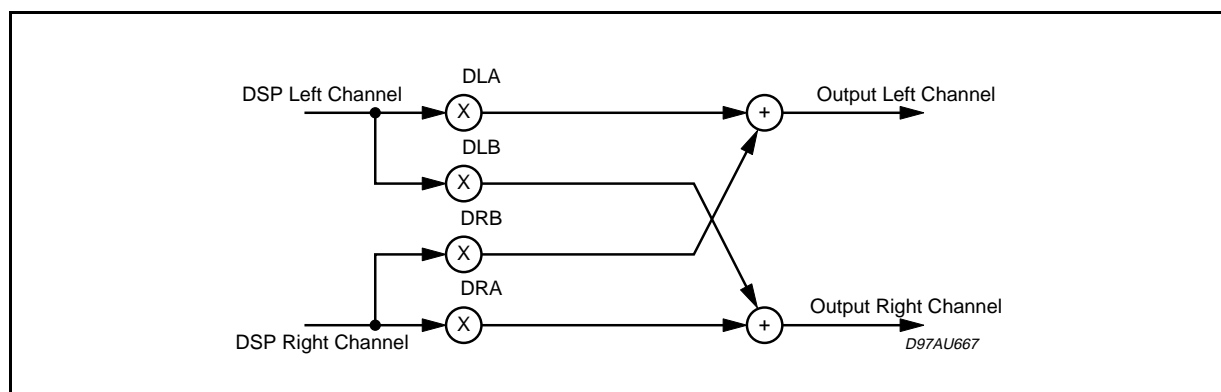 DLA
DSP Left Channel
X
+
Output Left Channel
DLB
X
DRB
X
DRA
X
+
Output Right Channel
DSP Right Channel
D97AU667